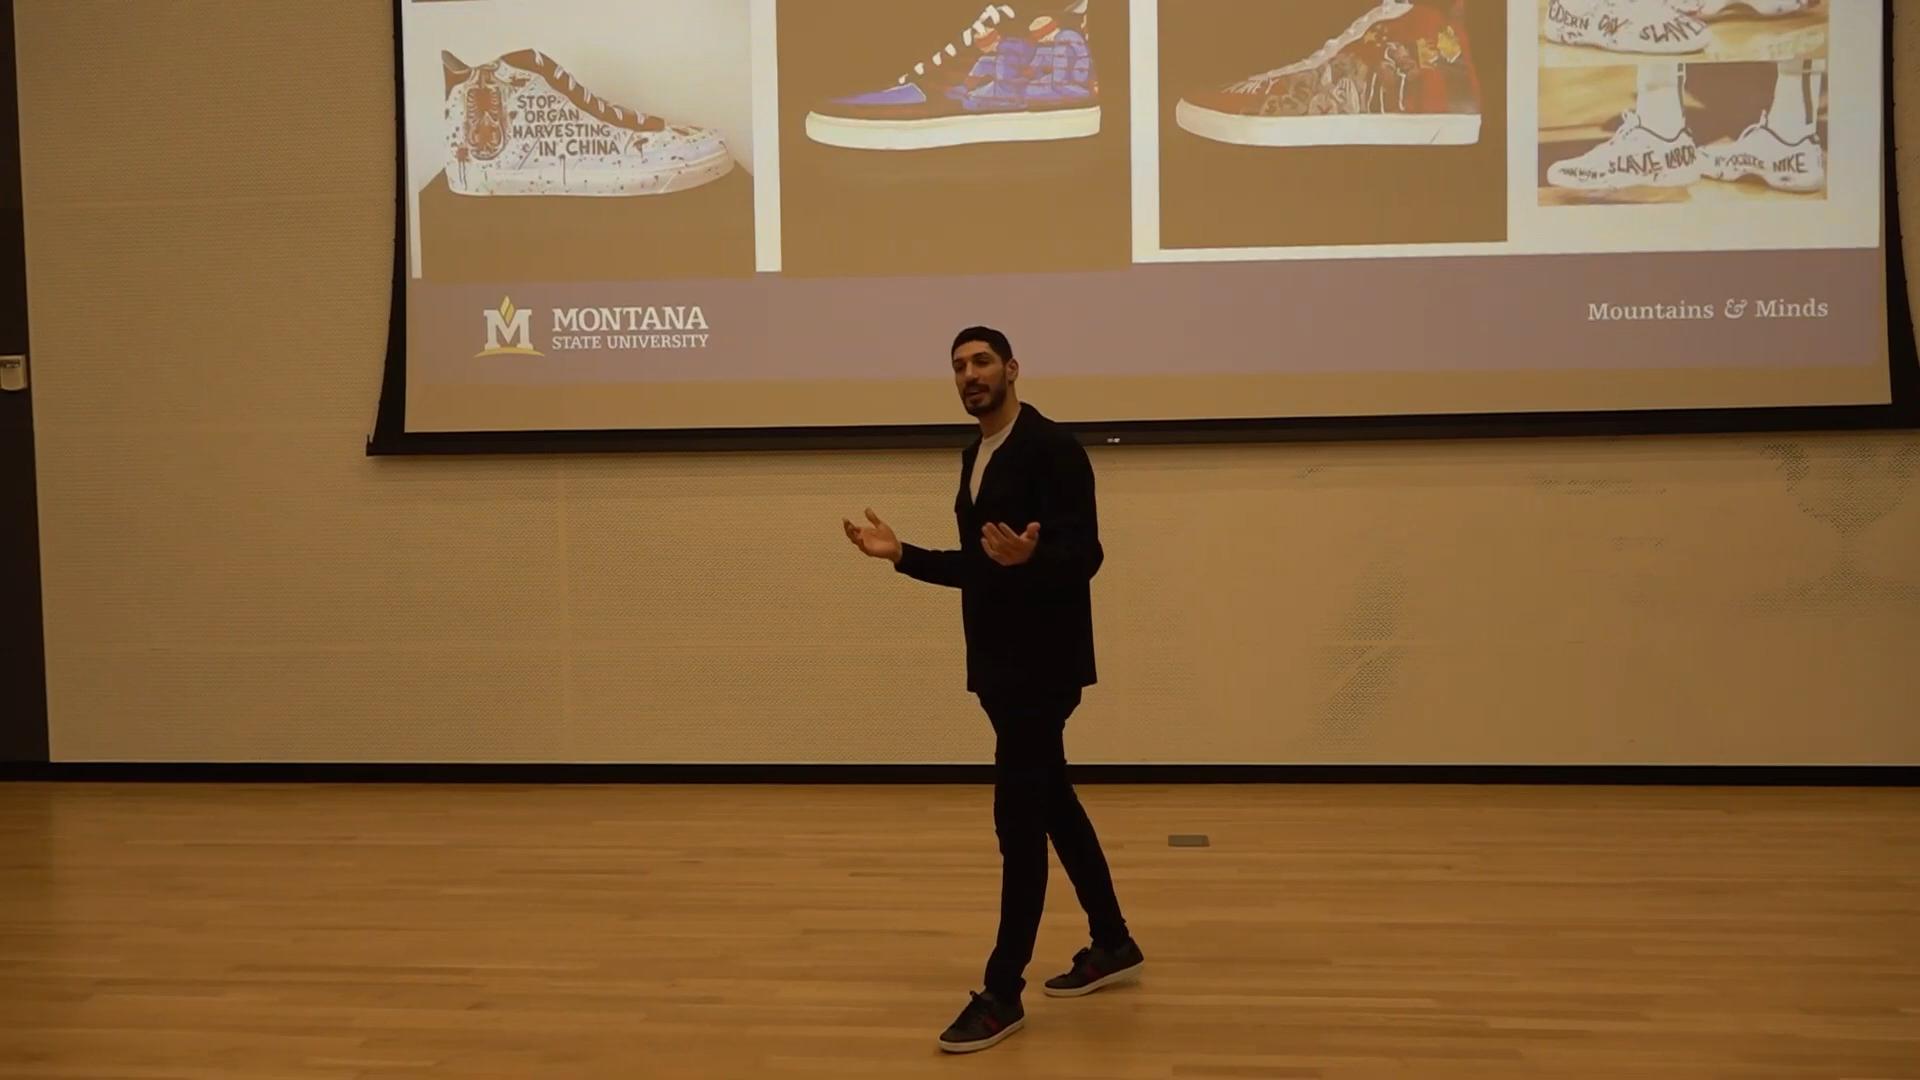 STOP
ORGAN
HARVESTING
IN CHINA
SLAVE
SLAVE LABOR
NIKE
M MONTANA
STATE UNIVERSITY
Mountains & Minds